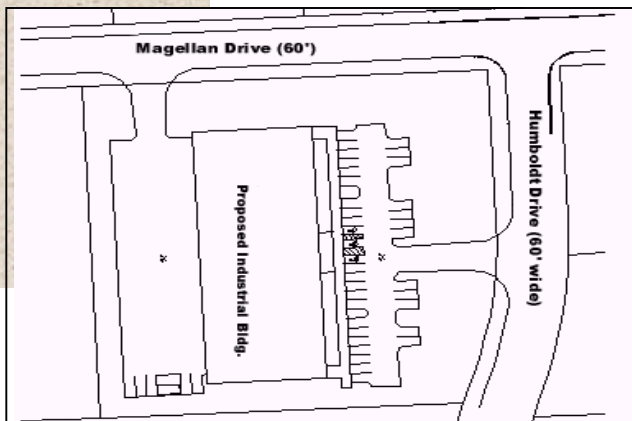 Magellan Drive (60')
Proposed Industrial Bldg.
Humboldt Drive (60' wide)